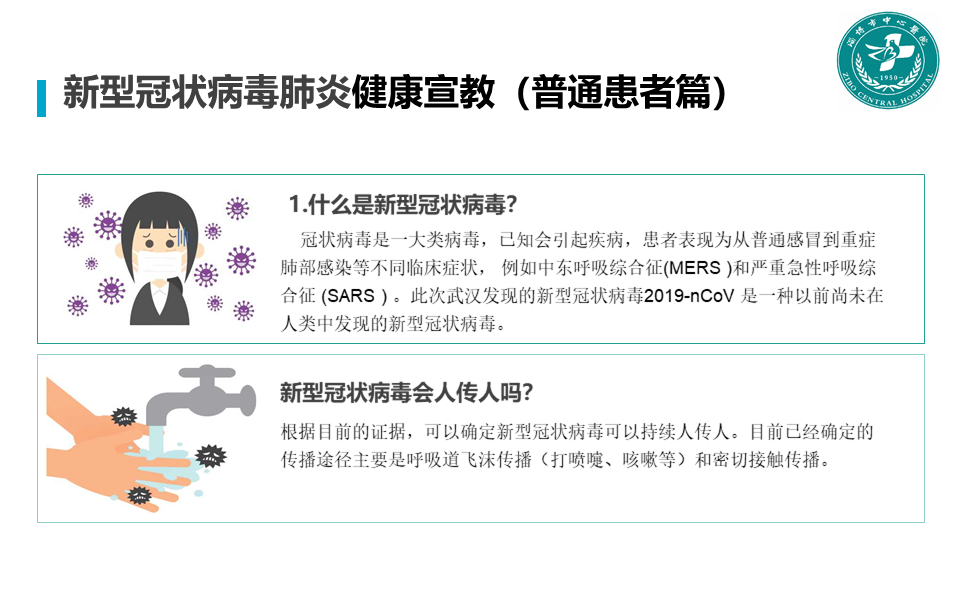 新型冠状病毒肺炎健康宣教（普通患者篇）
淄博市中心医院
1950
ZIBO CENTRAL HOSPITAL
1.什么是新型冠状病毒？
冠状病毒是一大类病毒，已知会引起疾病，患者表现为从普通感冒到重症
肺部感染等不同临床症状， 例如中东呼吸综合征(MERS )和严重急性呼吸综
合征 (SARS ) 。此次武汉发现的新型冠状病毒2019-nCoV 是一种以前尚未在
人类中发现的新型冠状病毒。
新型冠状病毒会人传人吗？
根据目前的证据，可以确定新型冠状病毒可以持续人传人。目前已经确定的
传播途径主要是呼吸道飞沫传播（打喷嚏、咳嗽等）和密切接触传播。